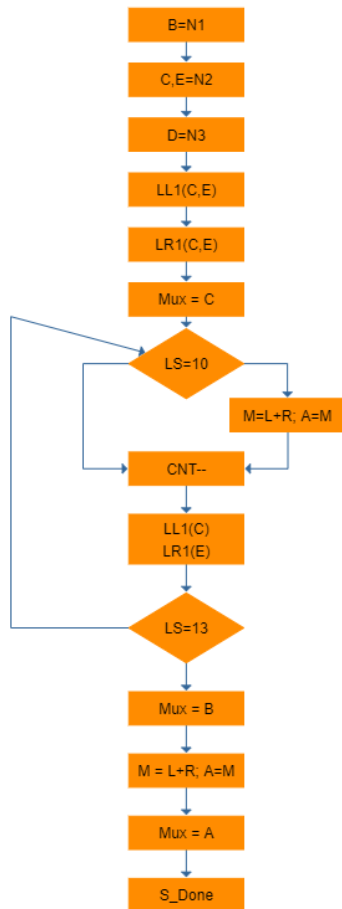 B=N1
C,E=N2
D=N3
LL1(C,E)
LR1(C,E)
Mux = C
LS=10
M=L+R; A=M
CNT--
LL1(C)
LR1(E)
LS=13
Mux = B
M = L+R; A=M
Mux = A
S_Done